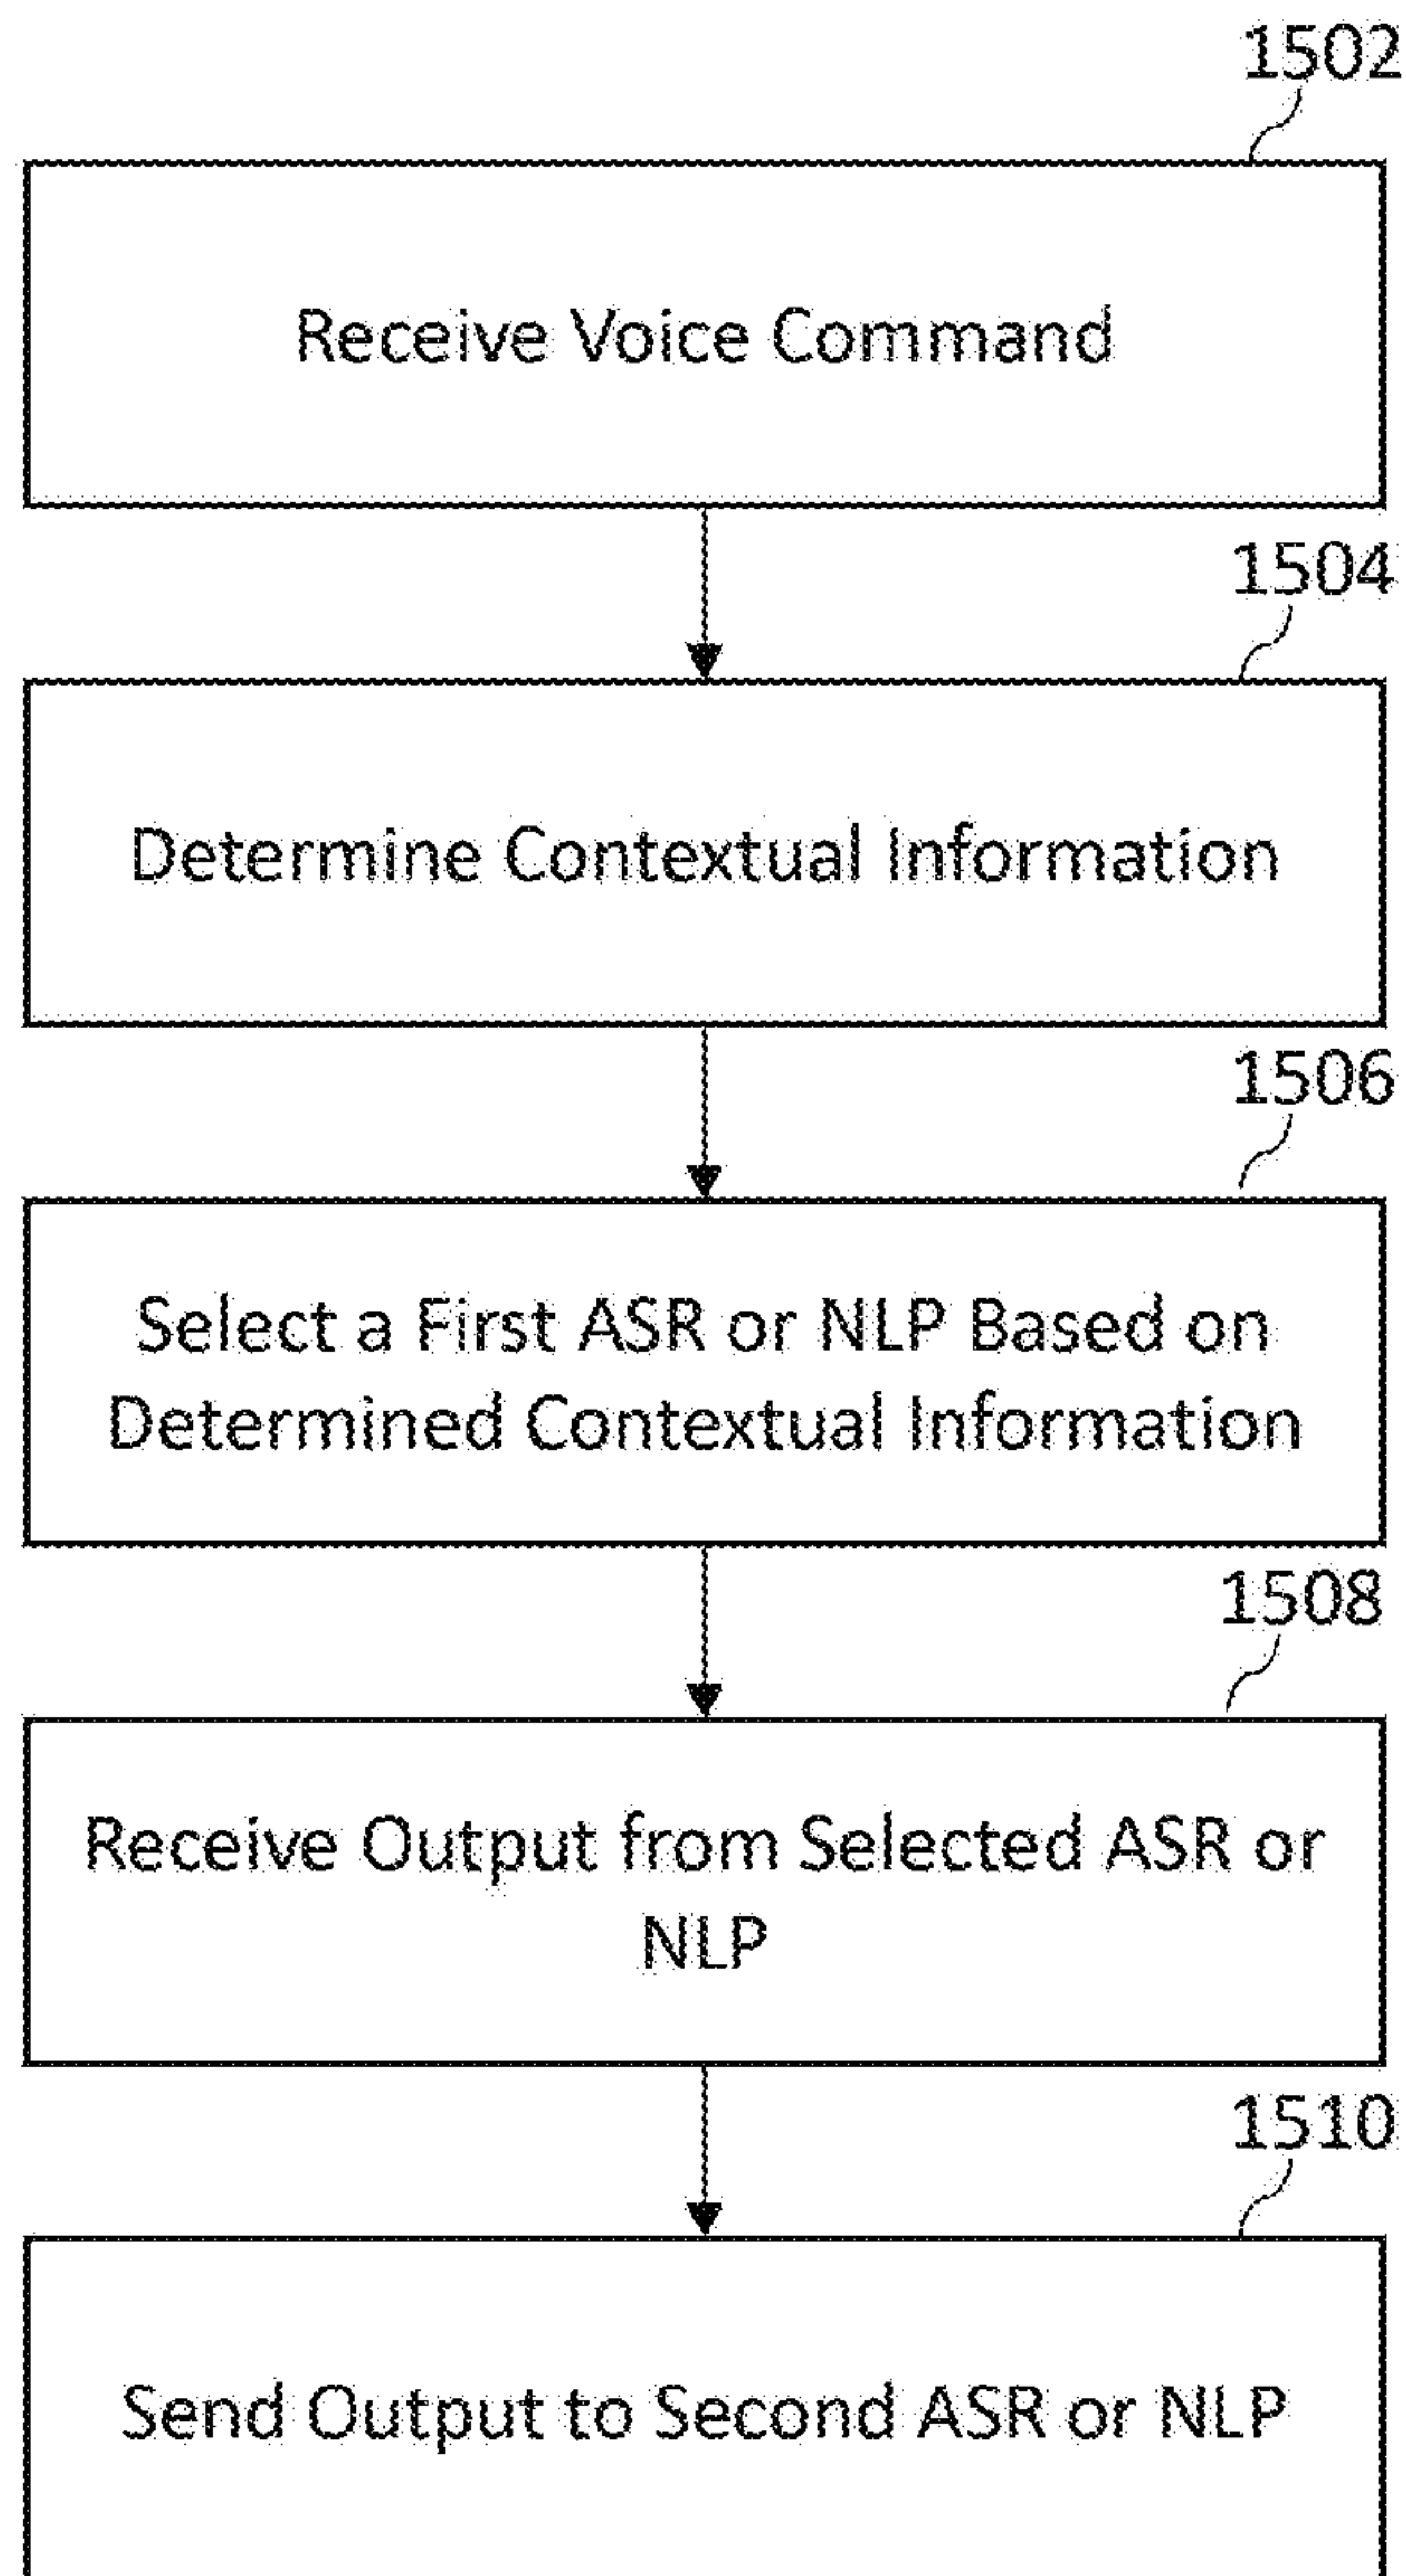 1502
Receive Voice Command
1504
Determine Contextual Information
1506
Select a First ASR or NLP Based on
Determined Contextual Information
1508
Receive Output from Selected ASR or
NLP
1510
Send Output to Second ASR or NLP